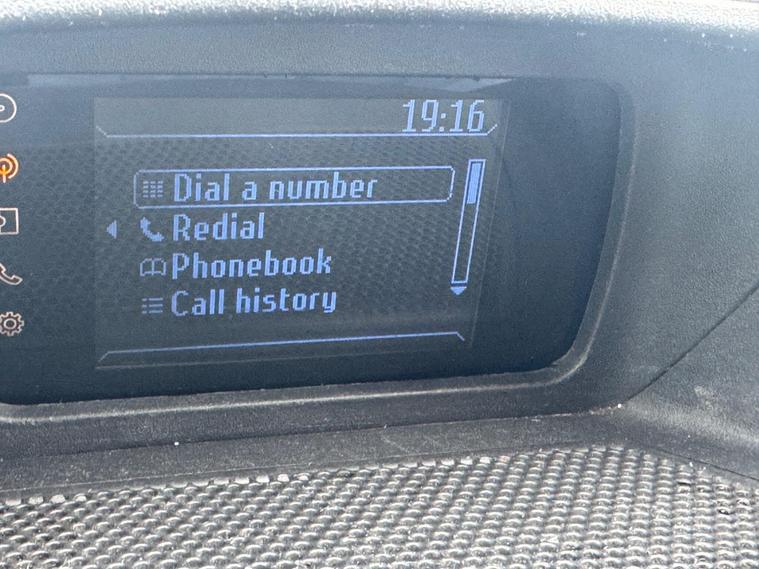 19:16
Dial a number
Redial
Phonebook
Call history